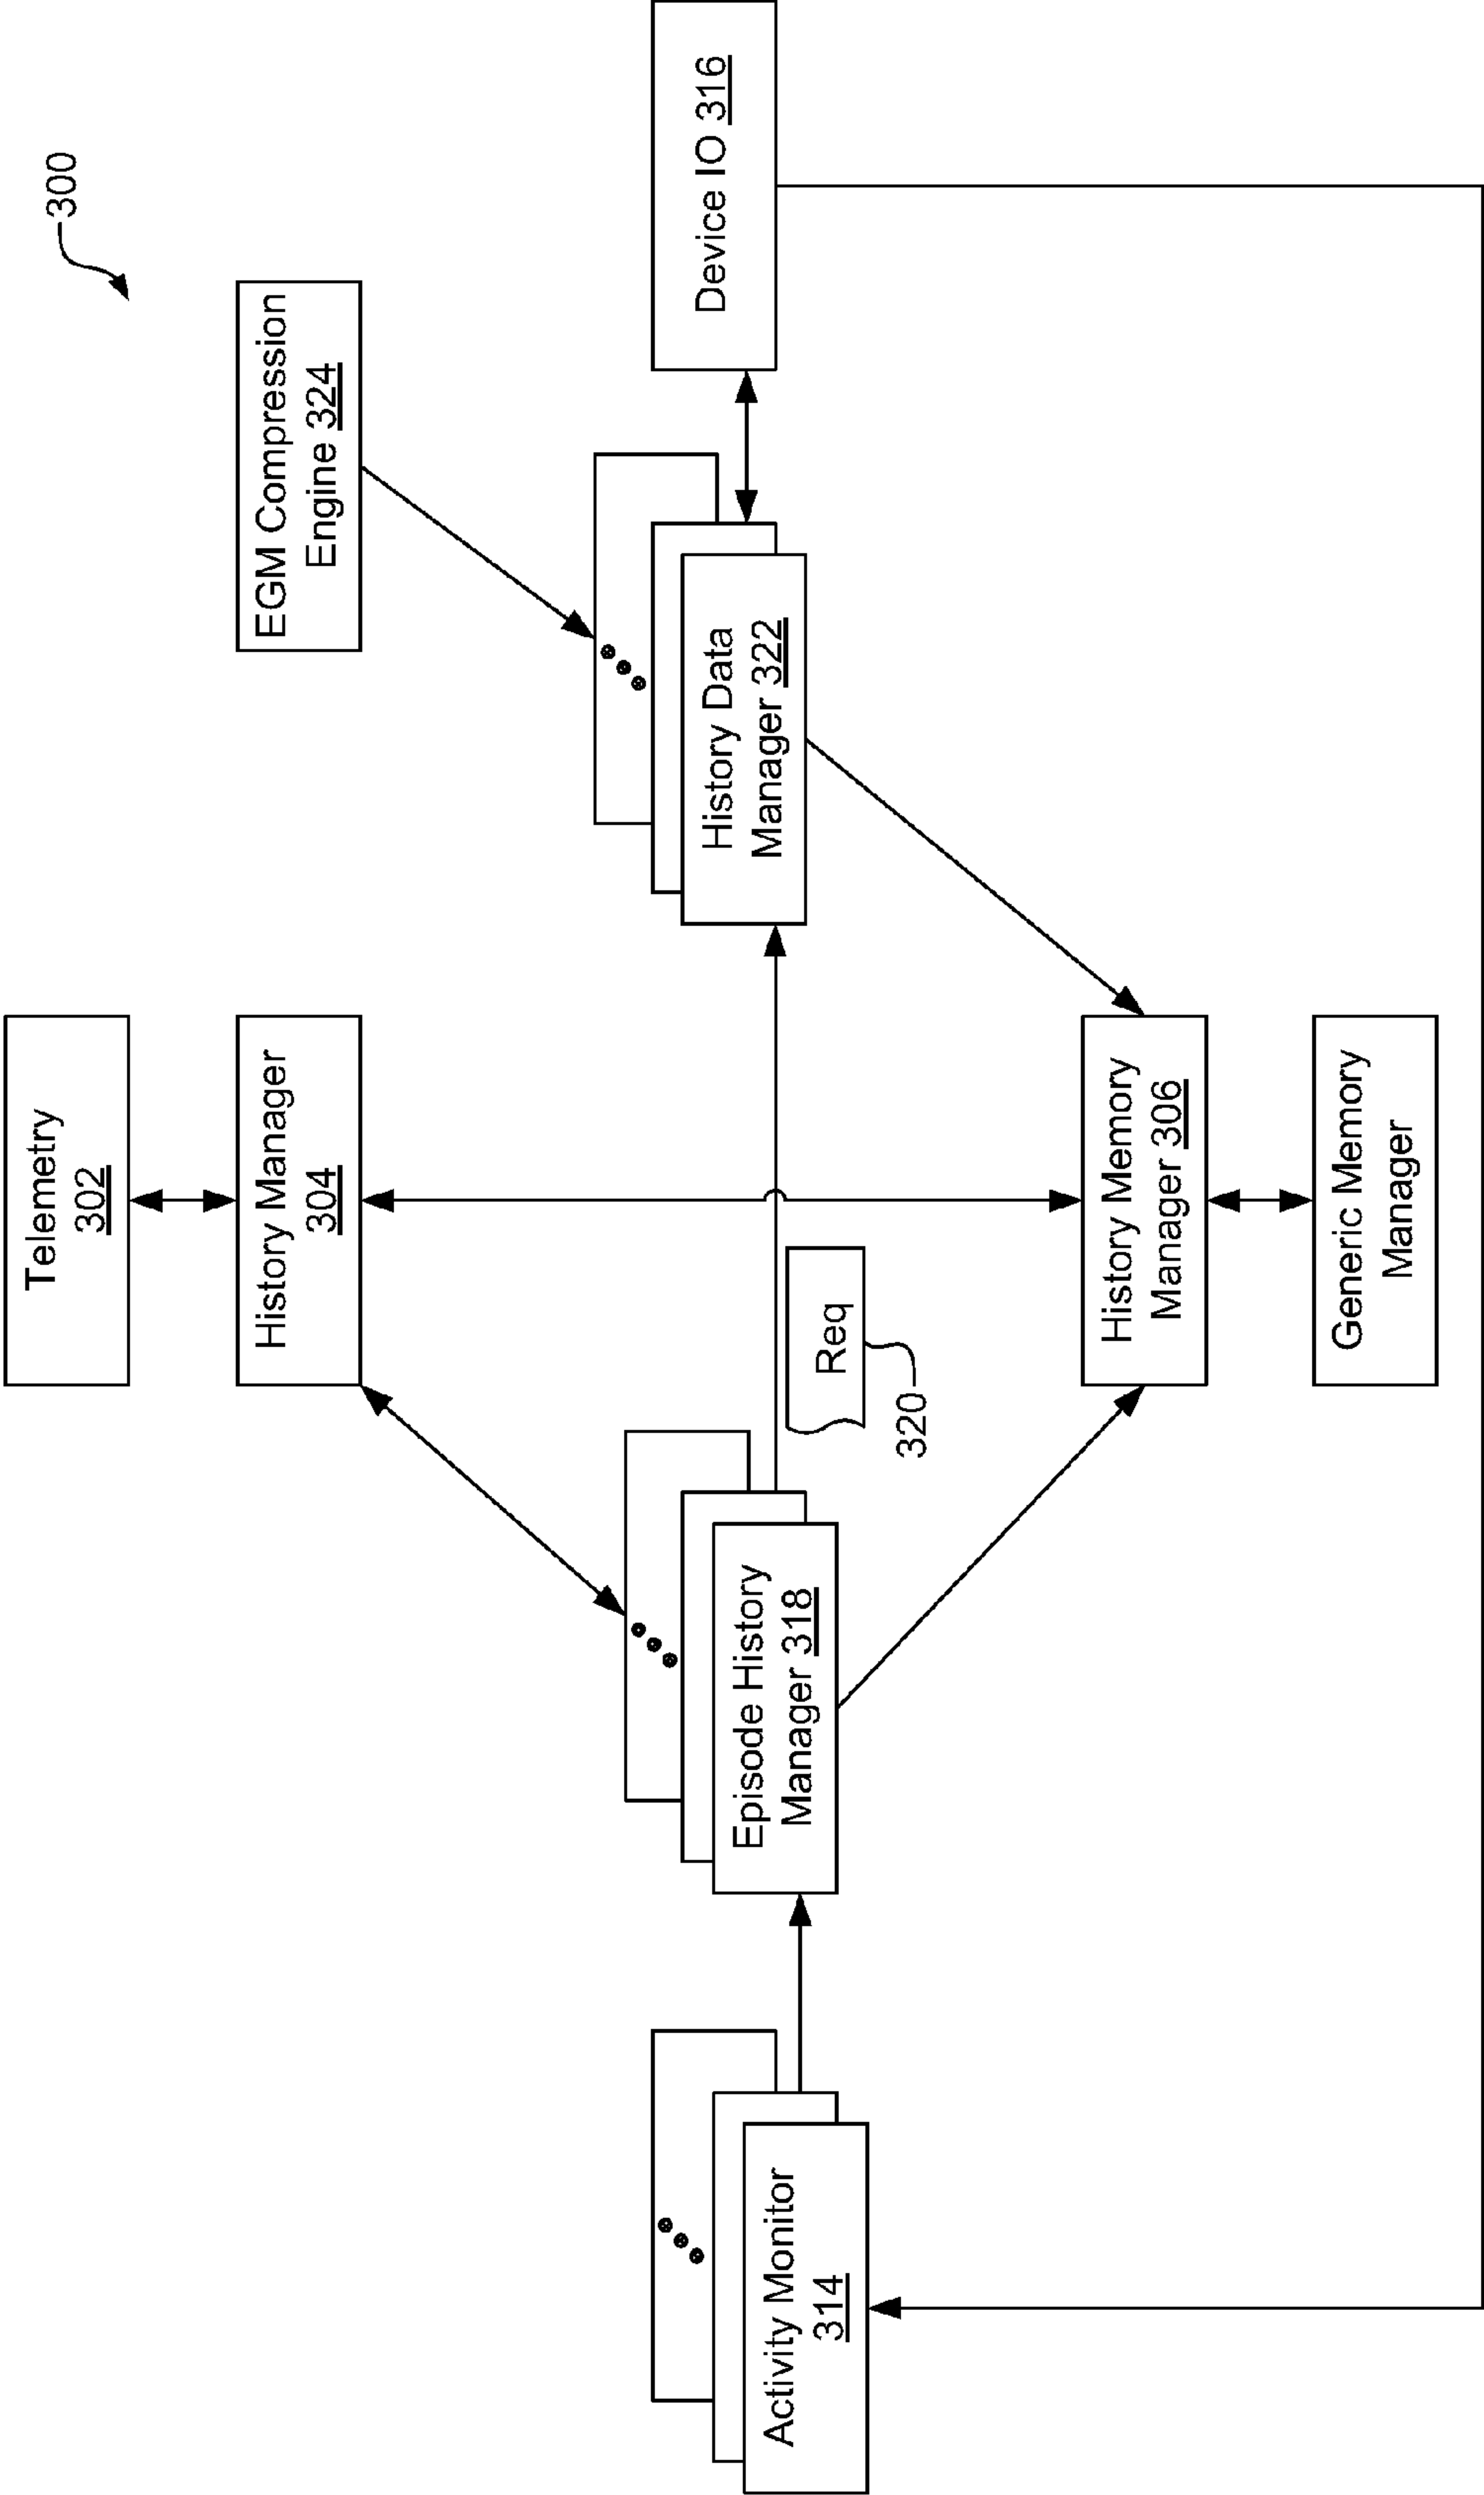 300
Telemetry
302
EGM Compression
Engine 324
History Manager
304
Device IO 316
History Data
Manager 322
Episode History
Manager 318
Activity Monitor
314
Req
320
History Memory
Manager 306
Generic Memory
Manager